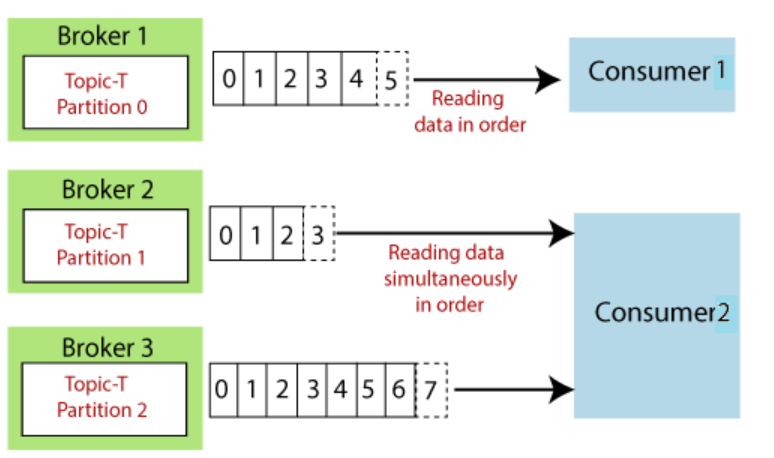 Broker 1
Topic-T
Partition 0
0 1 2 3 4 5
Reading
data in order
Consumer 1
Broker 2
Topic-T
Partition 1
0 1 2 3
Reading data
simultaneously
in order
Consumer2
Broker 3
Topic-T
Partition 2
0 1 2 3 4 5 6 7